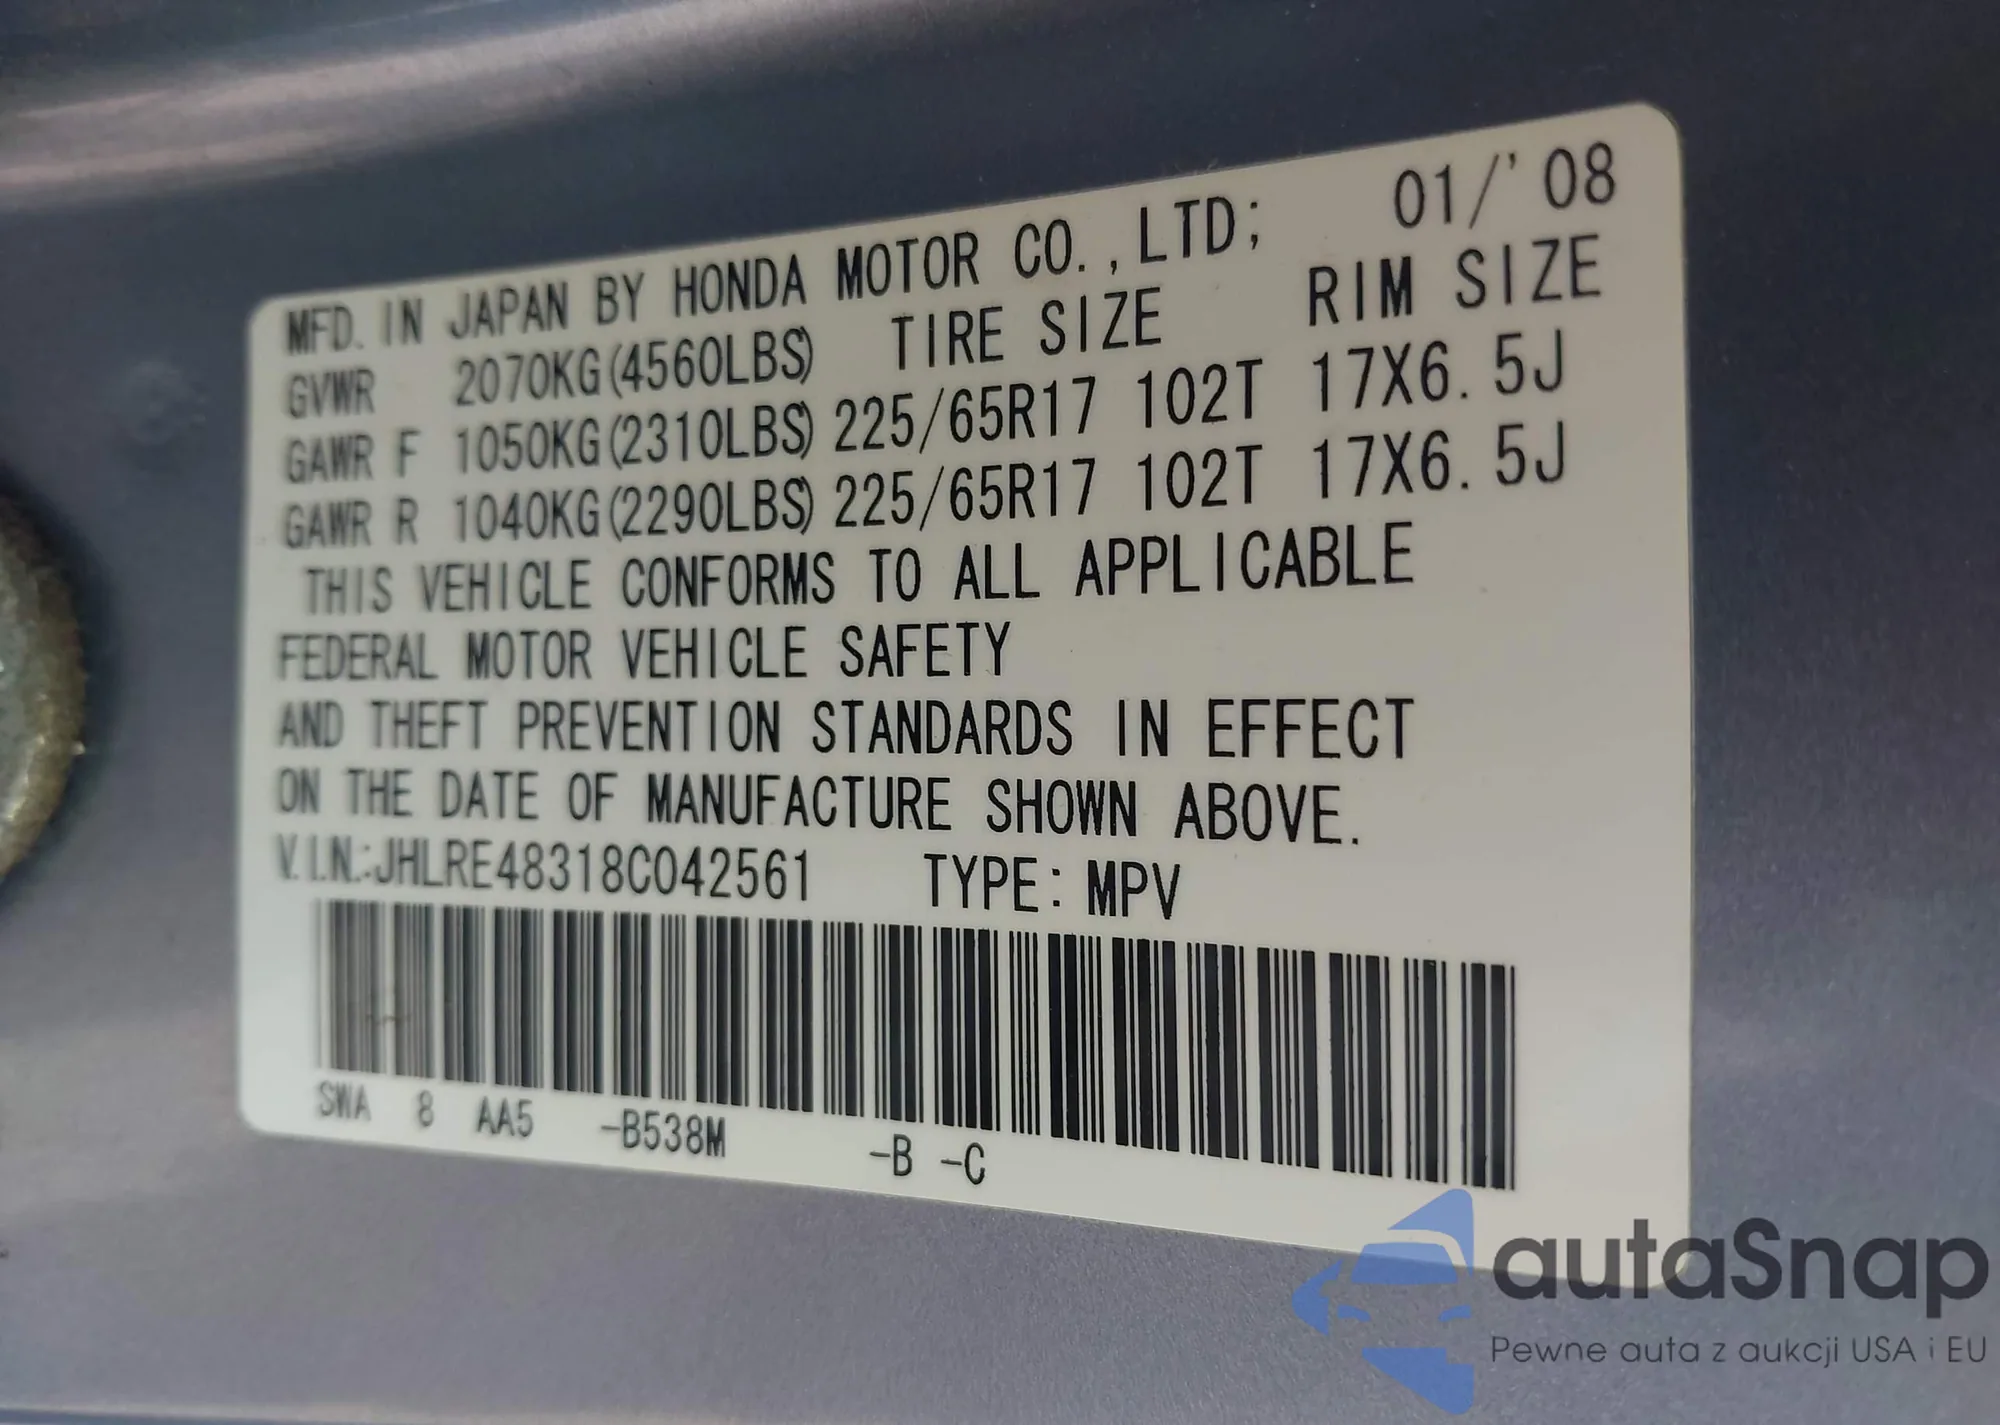 MFD. IN JAPAN BY HONDA MOTOR CO.,LTD; 01/'08
GVWR 2070KG(4560LBS) TIRE SIZE RIM SIZE
GAWR F 1050KG(2310LBS) 225/65R17 102T 17X6.5J
GAWR R 1040KG(2290LBS) 225/65R17 102T 17X6.5J
THIS VEHICLE CONFORMS TO ALL APPLICABLE
FEDERAL MOTOR VEHICLE SAFETY
AND THEFT PREVENTION STANDARDS IN EFFECT
ON THE DATE OF MANUFACTURE SHOWN ABOVE.
V.I.N.:JHLRE48318C042561 TYPE: MPV
SWA 8 AA5 -B538M -B -C
autaSnap
Pewne auta z aukcji USA i EU